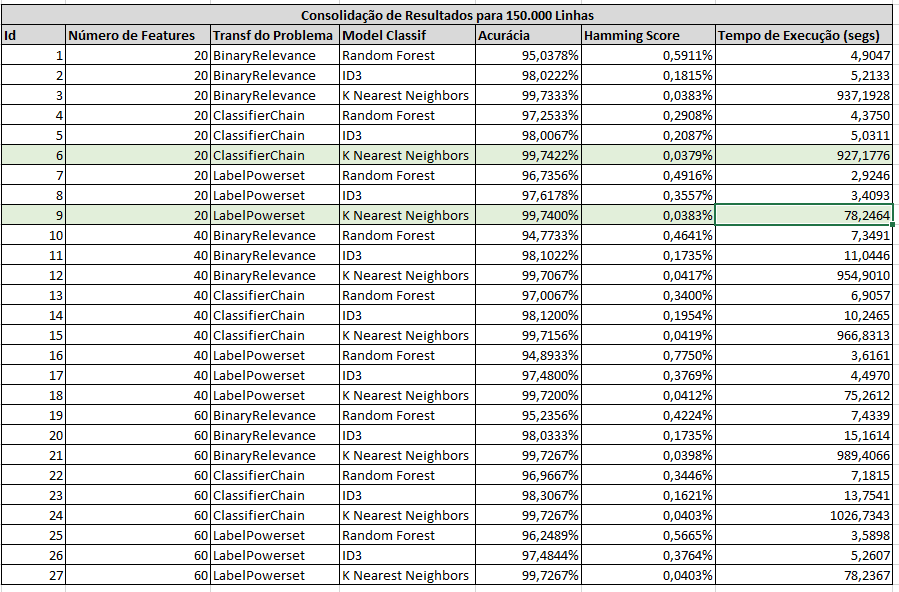 Consolidação de Resultados para 150.000 Linhas
Id Número de Features Transf do Problema Model Classif Acurácia Hamming Score Tempo de Execução (segs)
1 20 BinaryRelevance Random Forest 95,0378% 0,5911% 4,9047
2 20 BinaryRelevance ID3 98,0222% 0,1815% 5,2133
3 20 BinaryRelevance K Nearest Neighbors 99,7333% 0,0383% 937,1928
4 20 ClassifierChain Random Forest 97,2533% 0,2908% 4,3750
5 20 ClassifierChain ID3 98,0067% 0,2087% 5,0311
6 20 ClassifierChain K Nearest Neighbors 99,7422% 0,0379% 927,1776
7 20 LabelPowerset Random Forest 96,7356% 0,4916% 2,9246
8 20 LabelPowerset ID3 97,6178% 0,3557% 3,4093
9 20 LabelPowerset K Nearest Neighbors 99,7400% 0,0383% 78,2464
10 40 BinaryRelevance Random Forest 94,7733% 0,4641% 7,3491
11 40 BinaryRelevance ID3 98,1022% 0,1735% 11,0446
12 40 BinaryRelevance K Nearest Neighbors 99,7067% 0,0417% 954,9010
13 40 ClassifierChain Random Forest 97,0067% 0,3400% 6,9057
14 40 ClassifierChain ID3 98,1200% 0,1954% 10,2465
15 40 ClassifierChain K Nearest Neighbors 99,7156% 0,0419% 966,8313
16 40 LabelPowerset Random Forest 94,8933% 0,7750% 3,6161
17 40 LabelPowerset ID3 97,4800% 0,3769% 4,4970
18 40 LabelPowerset K Nearest Neighbors 99,7200% 0,0412% 75,2612
19 60 BinaryRelevance Random Forest 95,2356% 0,4224% 7,4339
20 60 BinaryRelevance ID3 98,0333% 0,1735% 15,1614
21 60 BinaryRelevance K Nearest Neighbors 99,7267% 0,0398% 989,4066
22 60 ClassifierChain Random Forest 96,9667% 0,3446% 7,1815
23 60 ClassifierChain ID3 98,3067% 0,1621% 13,7541
24 60 ClassifierChain K Nearest Neighbors 99,7267% 0,0403% 1026,7343
25 60 LabelPowerset Random Forest 96,2489% 0,5665% 3,5898
26 60 LabelPowerset ID3 97,4844% 0,3764% 5,2607
27 60 LabelPowerset K Nearest Neighbors 99,7267% 0,0403% 78,2367